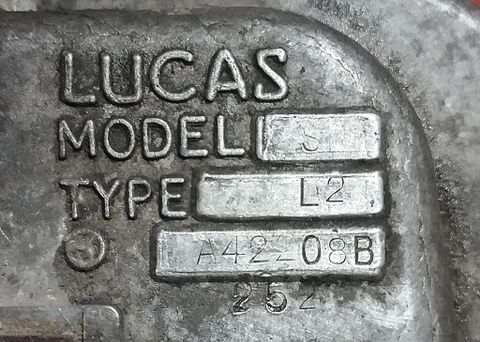 LUCAS
MODEL S
TYPE L2
A42208B
252